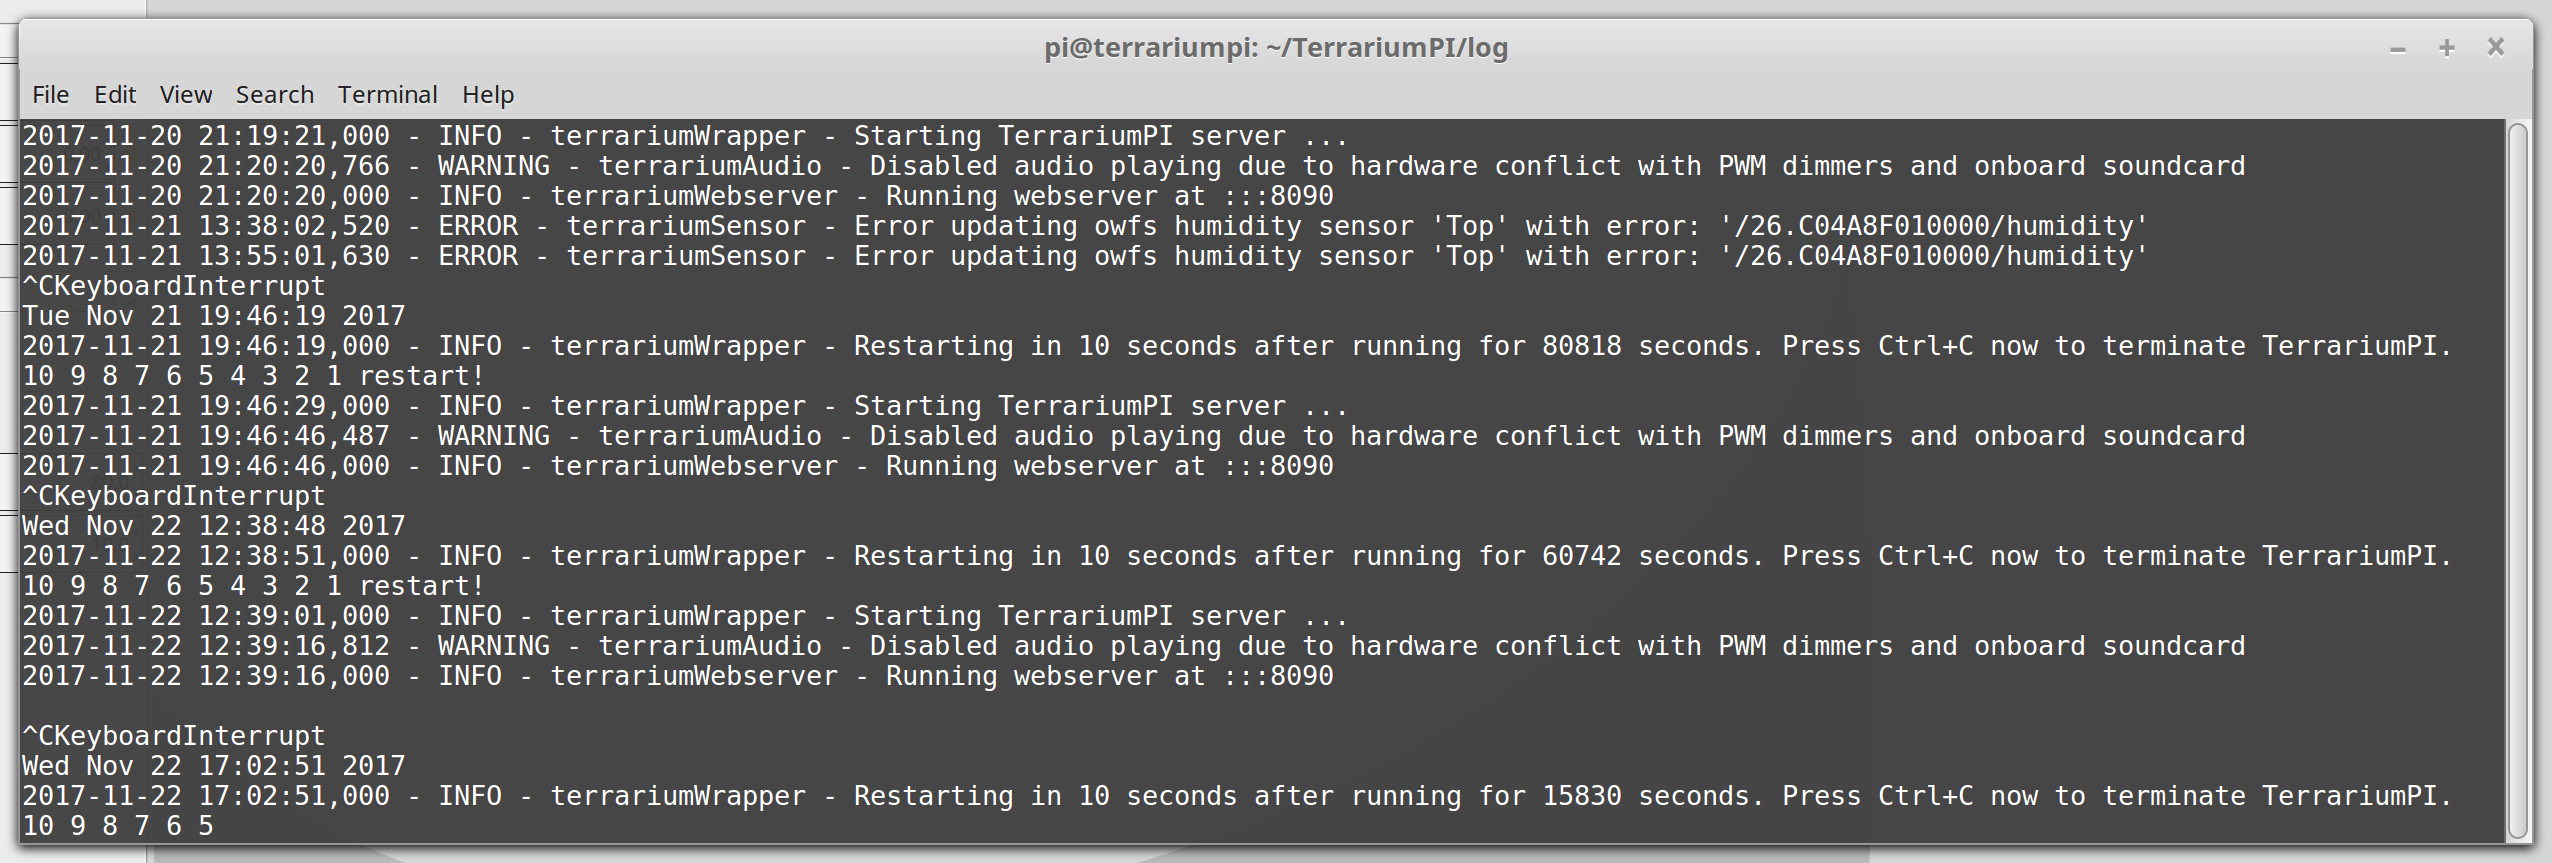 pi@terrariumpi: ~/TerrariumPI/log
File Edit View Search Terminal Help
2017-11-20 21:19:21,000 - INFO - terrariumWrapper - Starting TerrariumPI server ...
2017-11-20 21:20:20,766 - WARNING - terrariumAudio - Disabled audio playing due to hardware conflict with PWM dimmers and onboard soundcard
2017-11-20 21:20:20,000 - INFO - terrariumWebserver - Running webserver at :::8090
2017-11-21 13:38:02,520 - ERROR - terrariumSensor - Error updating owfs humidity sensor 'Top' with error: '/26.C04A8F010000/humidity'
2017-11-21 13:55:01,630 - ERROR - terrariumSensor - Error updating owfs humidity sensor 'Top' with error: '/26.C04A8F010000/humidity'
^CKeyboardInterrupt
Tue Nov 21 19:46:19 2017
2017-11-21 19:46:19,000 - INFO - terrariumWrapper - Restarting in 10 seconds after running for 80818 seconds. Press Ctrl+C now to terminate TerrariumPI.
10 9 8 7 6 5 4 3 2 1 restart!
2017-11-21 19:46:29,000 - INFO - terrariumWrapper - Starting TerrariumPI server ...
2017-11-21 19:46:46,487 - WARNING - terrariumAudio - Disabled audio playing due to hardware conflict with PWM dimmers and onboard soundcard
2017-11-21 19:46:46,000 - INFO - terrariumWebserver - Running webserver at :::8090
^CKeyboardInterrupt
Wed Nov 22 12:38:48 2017
2017-11-22 12:38:51,000 - INFO - terrariumWrapper - Restarting in 10 seconds after running for 60742 seconds. Press Ctrl+C now to terminate TerrariumPI.
10 9 8 7 6 5 4 3 2 1 restart!
2017-11-22 12:39:01,000 - INFO - terrariumWrapper - Starting TerrariumPI server ...
2017-11-22 12:39:16,812 - WARNING - terrariumAudio - Disabled audio playing due to hardware conflict with PWM dimmers and onboard soundcard
2017-11-22 12:39:16,000 - INFO - terrariumWebserver - Running webserver at :::8090
^CKeyboardInterrupt
Wed Nov 22 17:02:51 2017
2017-11-22 17:02:51,000 - INFO - terrariumWrapper - Restarting in 10 seconds after running for 15830 seconds. Press Ctrl+C now to terminate TerrariumPI.
10 9 8 7 6 5